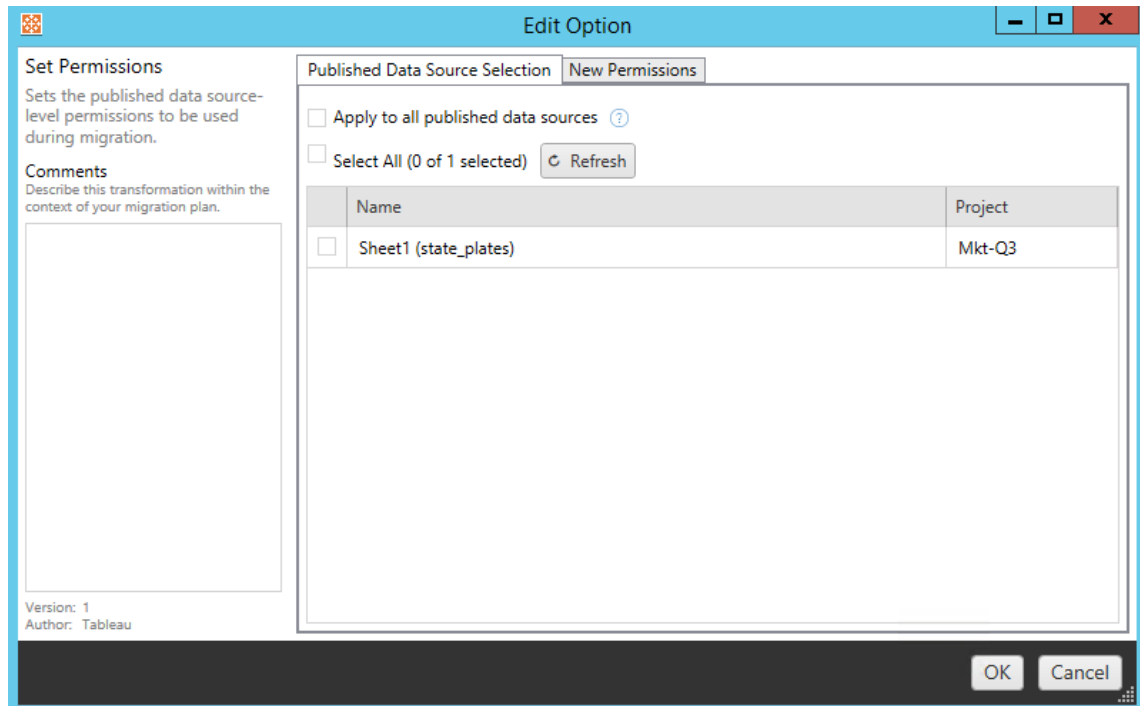 Edit Option
Set Permissions
Sets the published data source-
level permissions to be used
during migration.
Comments
Describe this transformation within the
context of your migration plan.
Version: 1
Author: Tableau
Published Data Source Selection
New Permissions
Apply to all published data sources ?
Select All (0 of 1 selected)
Refresh
Name
Project
Sheet1 (state_plates)
Mkt-Q3
OK
Cancel